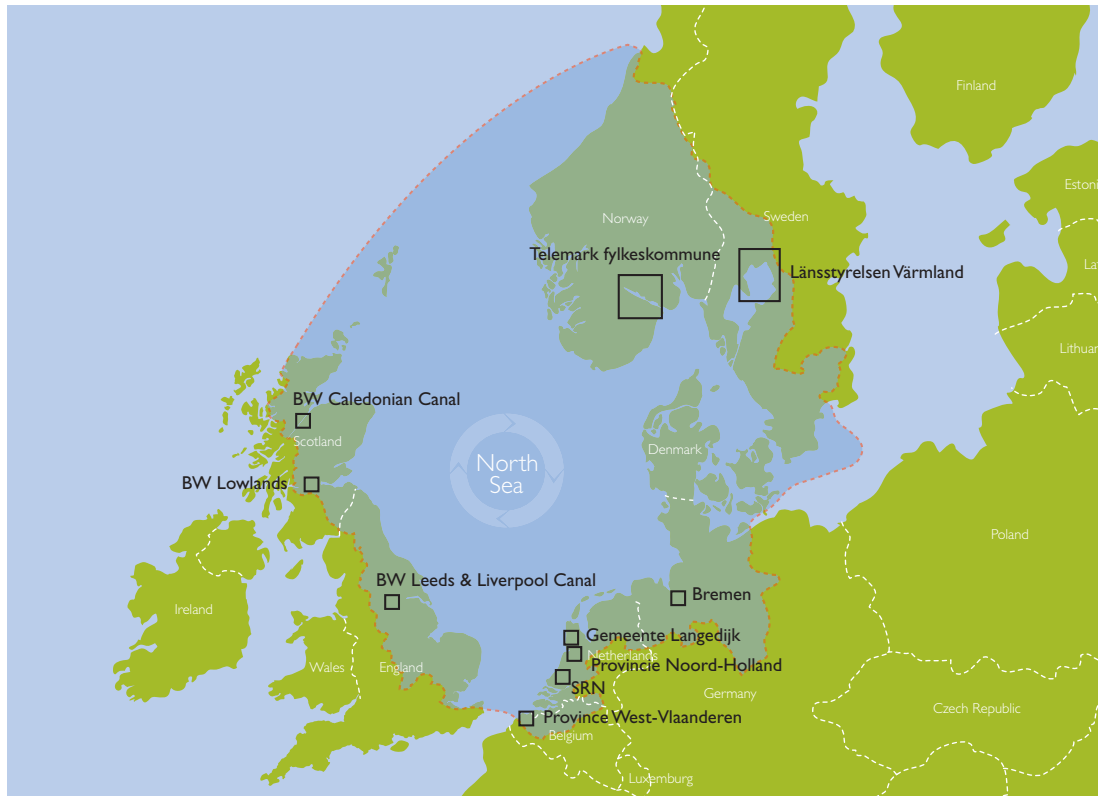 Finland
Estoni
Norway
Sweden
Telemark fylkeskommune
Länsstyrelsen Värmland
Lat
Lithuan
BW Caledonian Canal
Scotland
Denmark
North
Sea
BW Lowlands
Poland
BW Leeds & Liverpool Canal
Bremen
Ireland
Gemeente Langedijk
Netherlands
Provincie Noord-Holland
Wales
England
SRN
Germany
Czech Republic
Province West-Vlaanderen
Belgium
Luxemburg